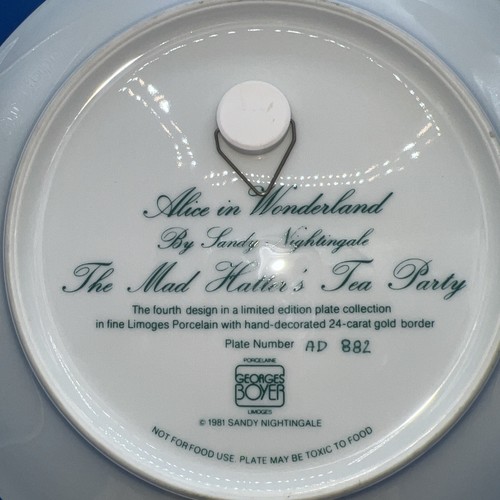 Alice in Wonderland
By Sandy Nightingale
The Mad Hatter's Tea Party
The fourth design in a limited edition plate collection
in fine Limoges Porcelain with hand-decorated 24-carat gold border
Plate Number AD 882
PORCELAINE
GEORGES
BOYER
LIMOGES
© 1981 SANDY NIGHTINGALE
NOT FOR FOOD USE. PLATE MAY BE TOXIC TO FOOD